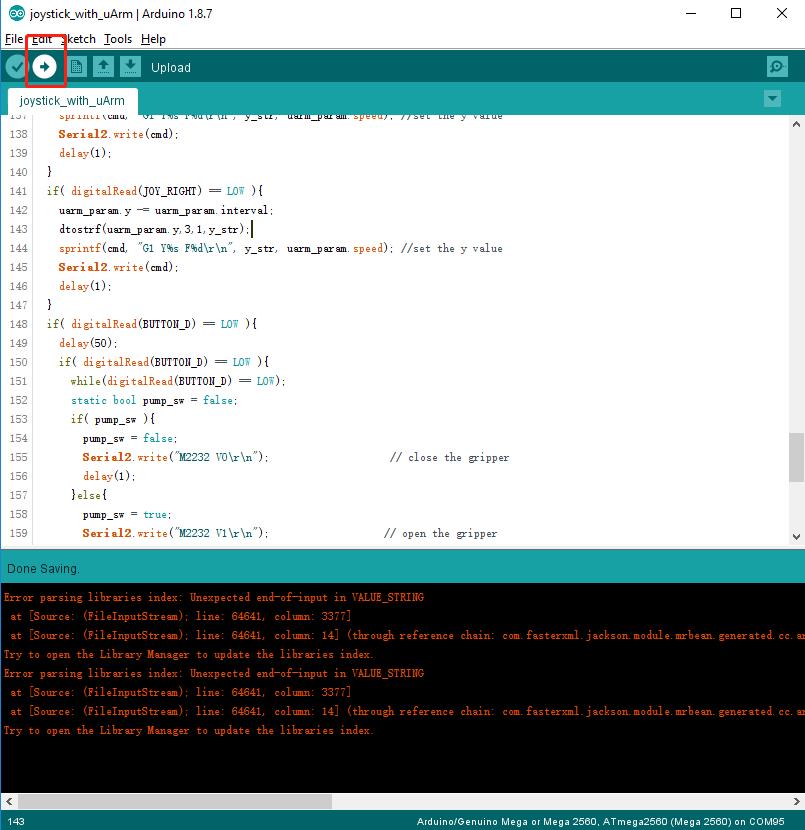 joystick_with_uArm | Arduino 1.8.7
File Edit Sketch Tools Help
Upload
joystick_with_uArm
137 sprintf(cmd, "G1 Y%s F%d\r\n", y_str, uarm_param.speed); //set the y value
138 Serial2.write(cmd);
139 delay(1);
140 }
141 if( digitalRead(JOY_RIGHT) == LOW ){
142 uarm_param.y -= uarm_param.interval;
143 dtostrf(uarm_param.y,3,1,y_str);
144 sprintf(cmd, "G1 Y%s F%d\r\n", y_str, uarm_param.speed); //set the y value
145 Serial2.write(cmd);
146 delay(1);
147 }
148 if( digitalRead(BUTTON_D) == LOW ){
149 delay(50);
150 if( digitalRead(BUTTON_D) == LOW ){
151 while(digitalRead(BUTTON_D) == LOW);
152 static bool pump_sw = false;
153 if( pump_sw ){
154 pump_sw = false;
155 Serial2.write("M2232 V0\r\n"); // close the gripper
156 delay(1);
157 }else{
158 pump_sw = true;
159 Serial2.write("M2232 V1\r\n"); // open the gripper
Done Saving.
Error parsing libraries index: Unexpected end-of-input in VALUE_STRING
at [Source: (FileInputStream); line: 64641, column: 3377]
at [Source: (FileInputStream); line: 64641, column: 14] (through reference chain: com.fasterxml.jackson.module.mrbean.generated.cc.ar
Try to open the Library Manager to update the libraries index.
Error parsing libraries index: Unexpected end-of-input in VALUE_STRING
at [Source: (FileInputStream); line: 64641, column: 3377]
at [Source: (FileInputStream); line: 64641, column: 14] (through reference chain: com.fasterxml.jackson.module.mrbean.generated.cc.ar
Try to open the Library Manager to update the libraries index.
143 Arduino/Genuino Mega or Mega 2560, ATmega2560 (Mega 2560) on COM95